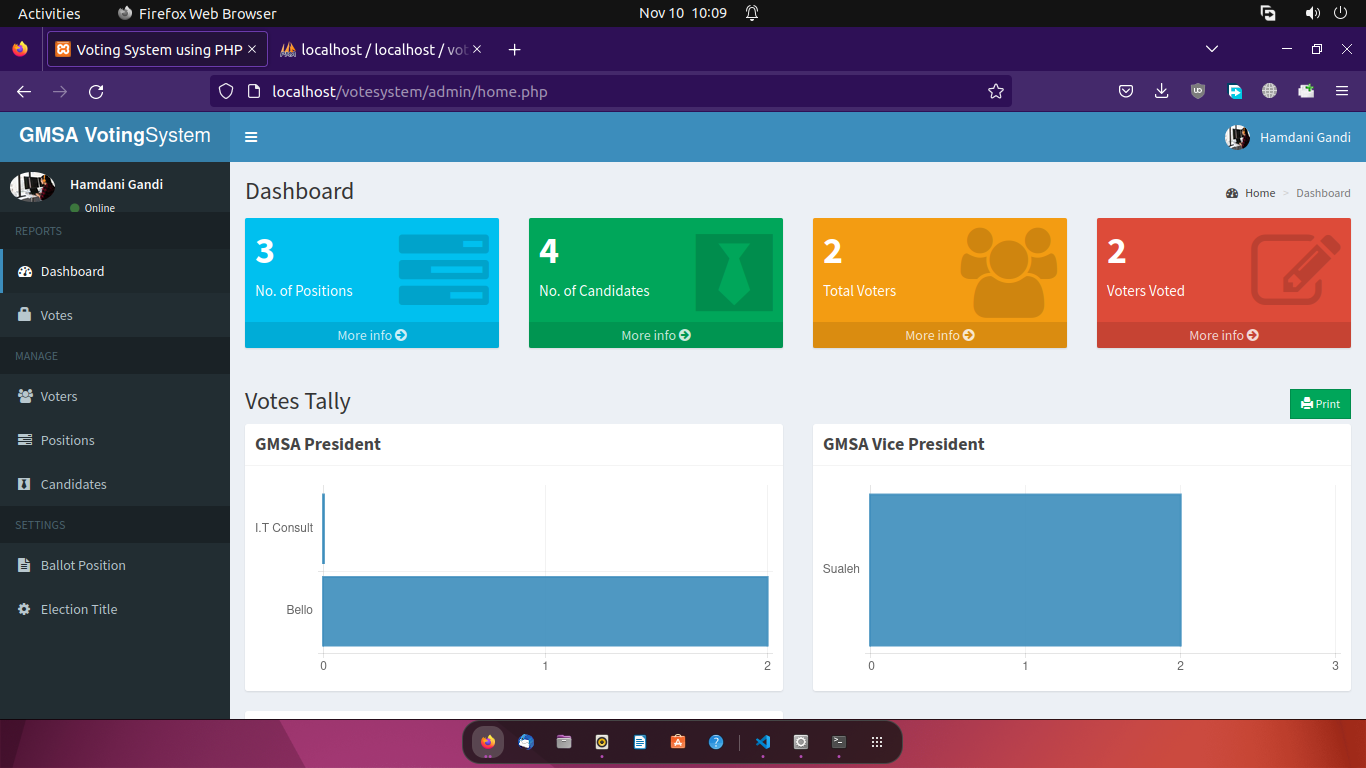 Activities Firefox Web Browser Nov 10 10:09
Voting System using PHP localhost / localhost / vot
localhost/votesystem/admin/home.php
GMSA VotingSystem Hamdani Gandi
Hamdani Gandi
Online
REPORTS
Dashboard
Votes
MANAGE
Voters
Positions
Candidates
SETTINGS
Ballot Position
Election Title
Dashboard
Home > Dashboard
3
No. of Positions
More info
4
No. of Candidates
More info
2
Total Voters
More info
2
Voters Voted
More info
Votes Tally
Print
GMSA President
I.T Consult
Bello
0 1 2
GMSA Vice President
Sualeh
0 1 2 3